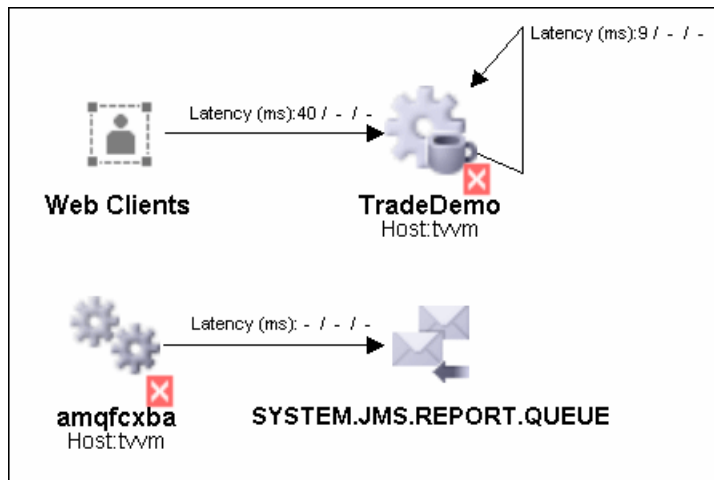 Latency (ms):9 / - / -
Latency (ms):40 / - / -
Web Clients
TradeDemo
Host:tvvm
Latency (ms): - / - / -
amqfcxba
Host:tvvm
SYSTEM.JMS.REPORT.QUEUE